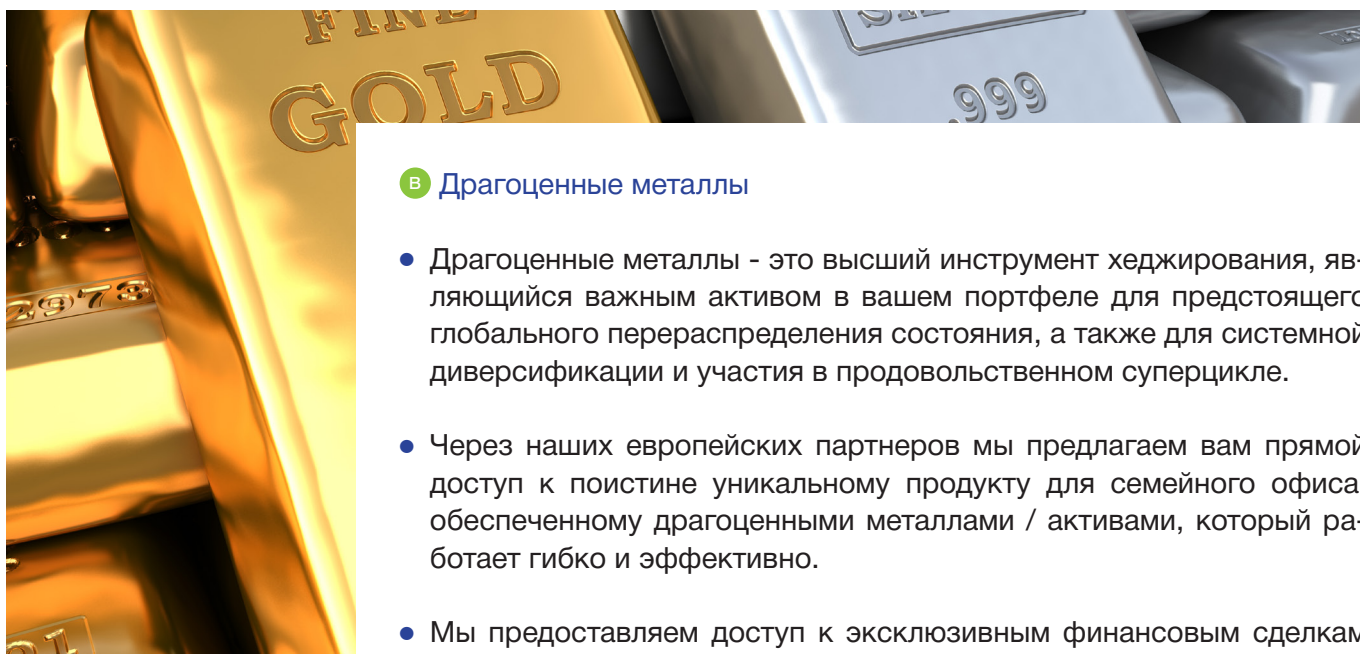 FINE
GOLD
.999
2973
B Драгоценные металлы
• Драгоценные металлы - это высший инструмент хеджирования, яв-
ляющийся важным активом в вашем портфеле для предстоящего
глобального перераспределения состояния, а также для системной
диверсификации и участия в продовольственном суперцикле.
• Через наших европейских партнеров мы предлагаем вам прямой
доступ к поистине уникальному продукту для семейного офиса
обеспеченному драгоценными металлами / активами, который ра-
ботает гибко и эффективно.
• Мы предоставляем доступ к эксклюзивным финансовым сделкам